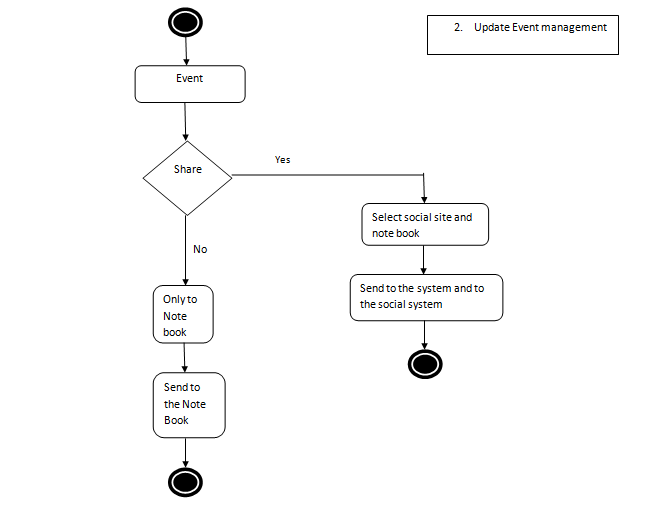 2. Update Event management
Event
Share
Yes
Select social site and
note book
No
Send to the system and to
the social system
Only to
Note
book
Send to
the Note
Book